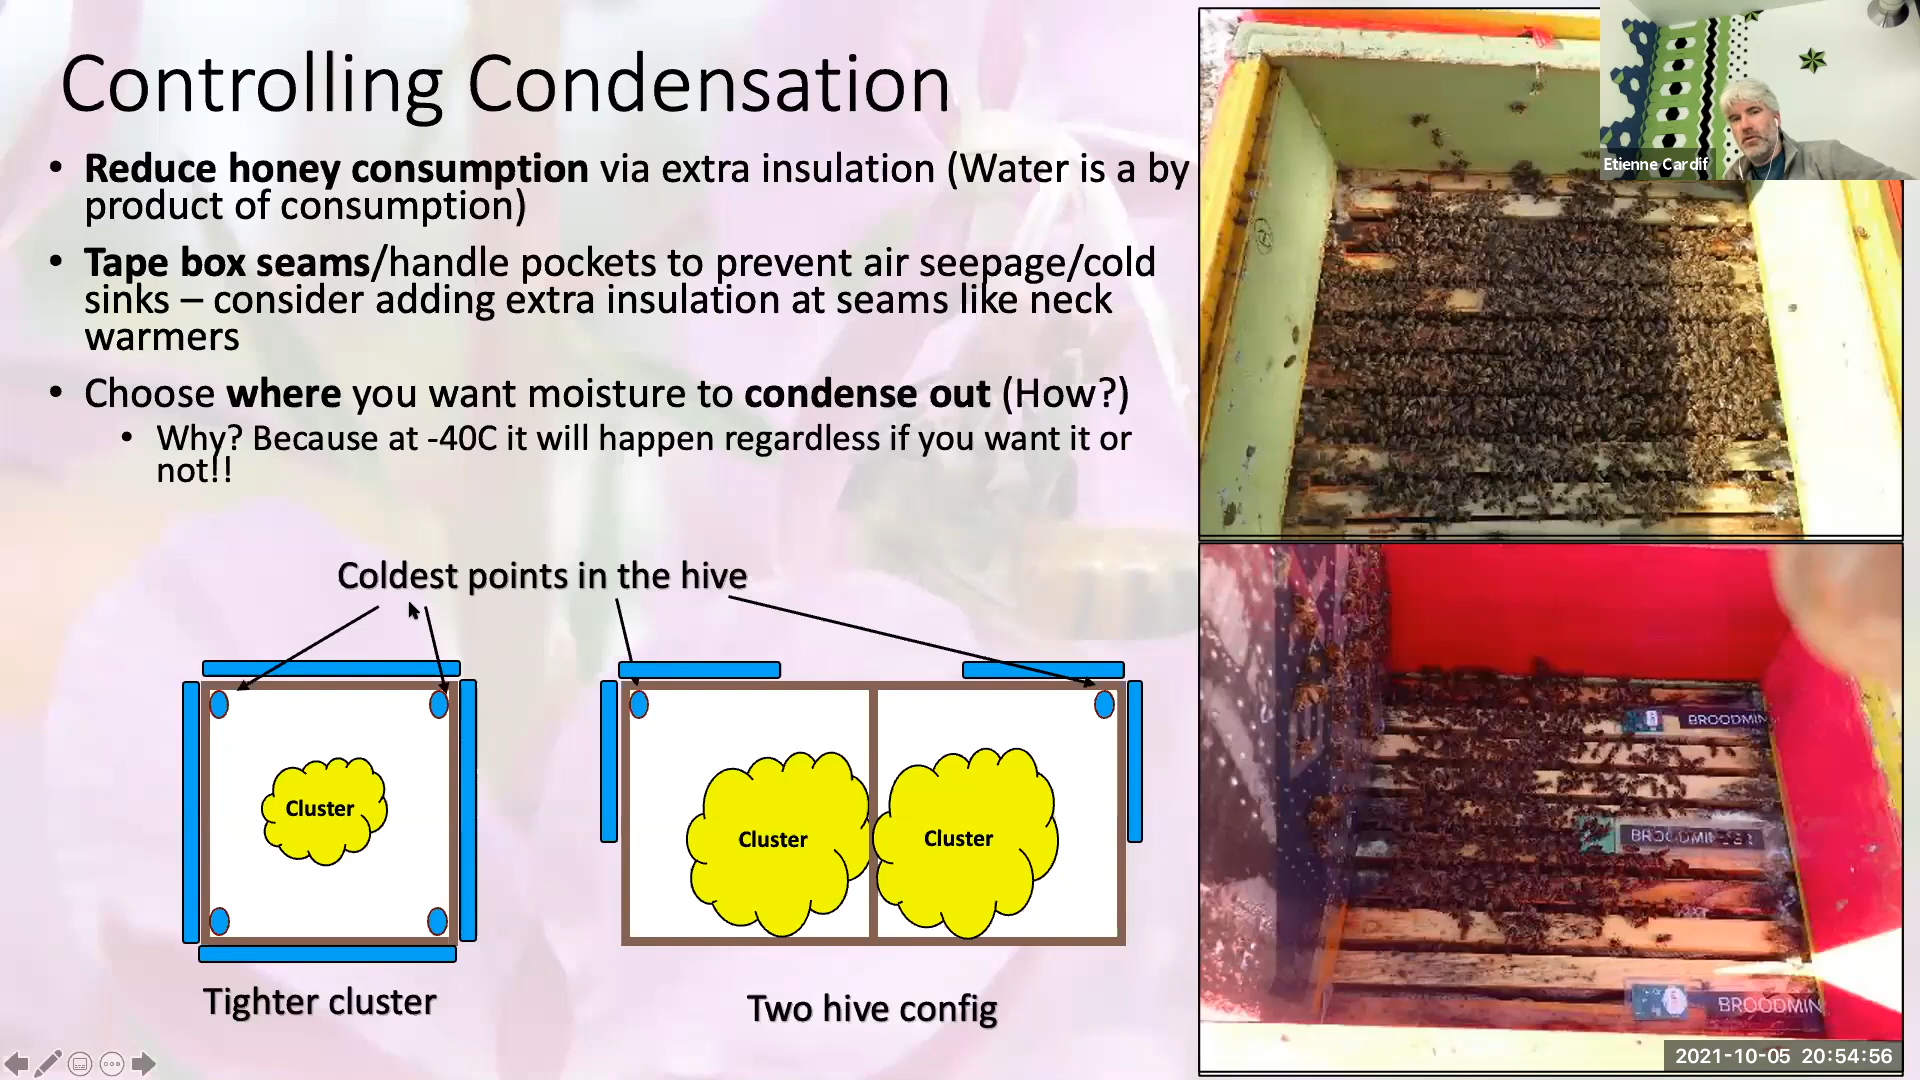 Controlling Condensation
• Reduce honey consumption via extra insulation (Water is a by
product of consumption)
• Tape box seams/handle pockets to prevent air seepage/cold
sinks – consider adding extra insulation at seams like neck
warmers
• Choose where you want moisture to condense out (How?)
• Why? Because at -40C it will happen regardless if you want it or
not!!
Coldest points in the hive
Cluster
Cluster
Cluster
Tighter cluster
Two hive config
Etienne Cardif
BROODMIN
BROODMINDER
BROODMIN
2021-10-05 20:54:56